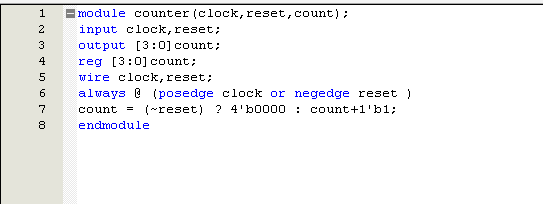 1 module counter(clock,reset,count);
2 input clock,reset;
3 output [3:0]count;
4 reg [3:0]count;
5 wire clock,reset;
6 always @ (posedge clock or negedge reset )
7 count = (~reset) ? 4'b0000 : count+1'b1;
8 endmodule